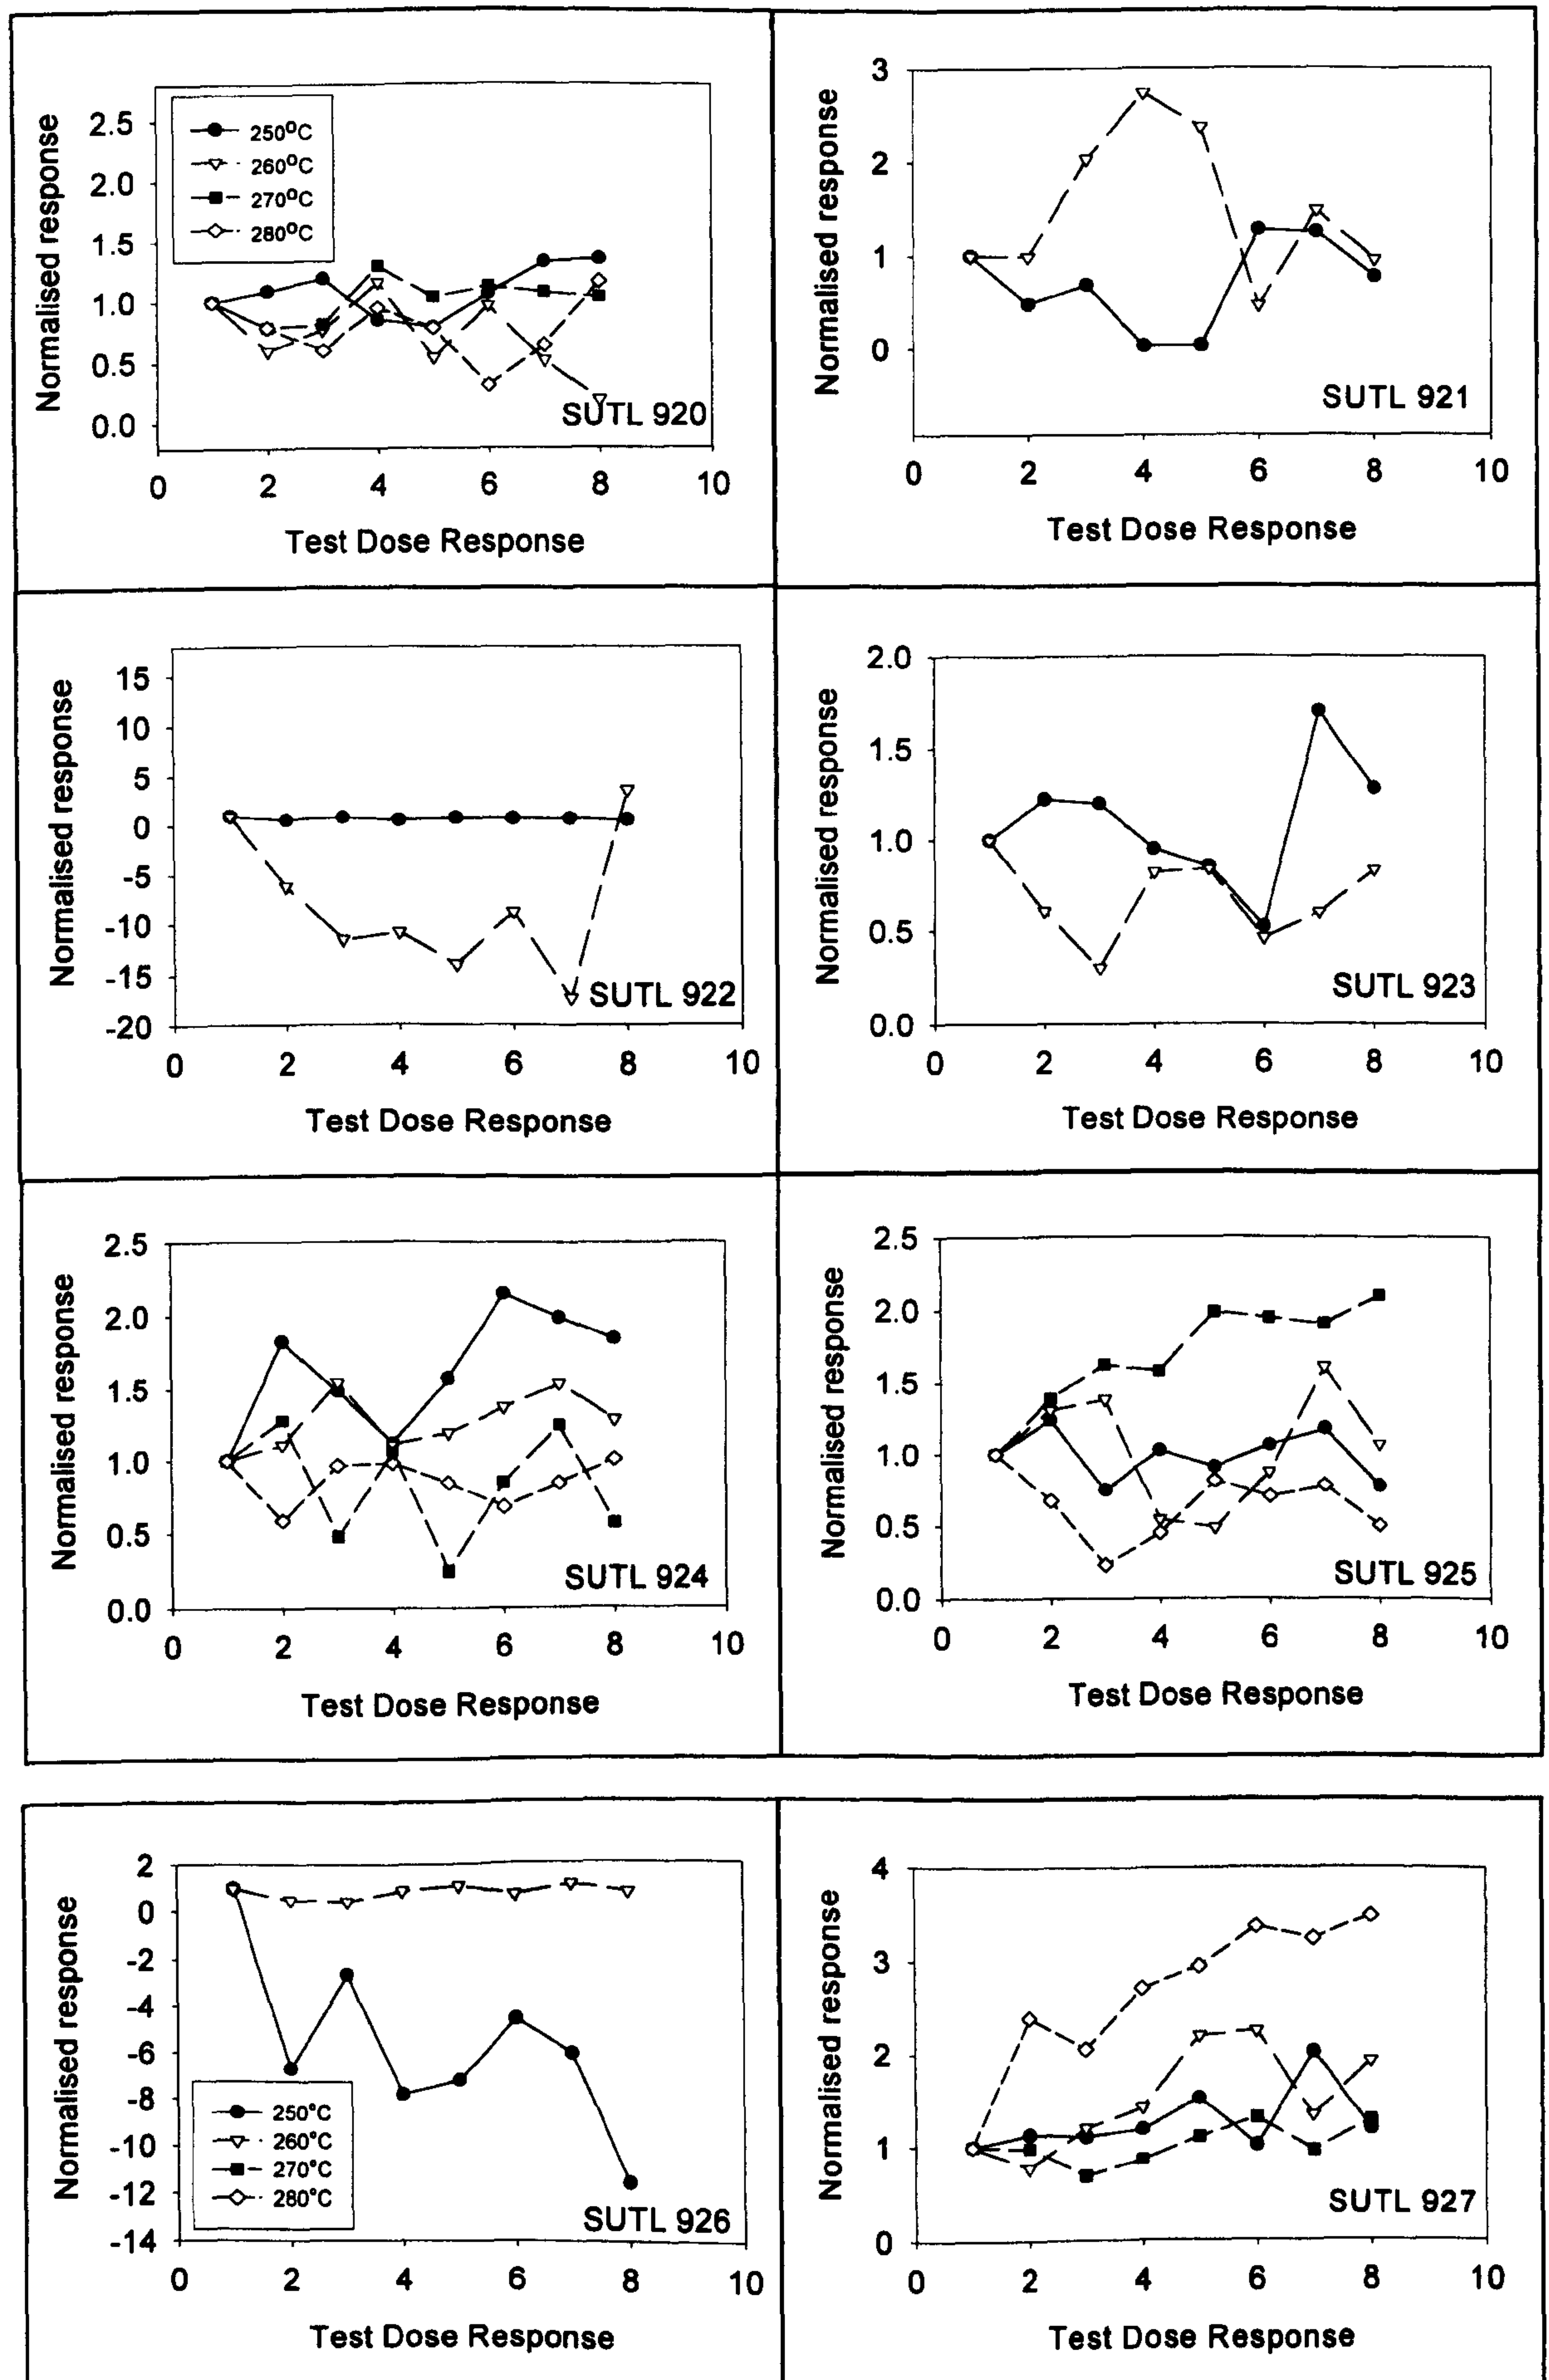 Normalised response
2.5
2.0
1.5
1.0
0.5
0.0
250°C
260°C
270°C
280°C
SUTL 920
0 2 4 6 8 10
Test Dose Response
Normalised response
3
2
1
0
SUTL 921
0 2 4 6 8 10
Test Dose Response
Normalised response
15
10
5
0
-5
-10
-15
-20
SUTL 922
0 2 4 6 8 10
Test Dose Response
Normalised response
2.0
1.5
1.0
0.5
0.0
SUTL 923
0 2 4 6 8 10
Test Dose Response
Normalised response
2.5
2.0
1.5
1.0
0.5
0.0
SUTL 924
0 2 4 6 8 10
Test Dose Response
Normalised response
2.5
2.0
1.5
1.0
0.5
0.0
SUTL 925
0 2 4 6 8 10
Test Dose Response
Normalised response
2
0
-2
-4
-6
-8
-10
-12
-14
250°C
260°C
270°C
280°C
SUTL 926
0 2 4 6 8 10
Test Dose Response
Normalised response
4
3
2
1
0
SUTL 927
0 2 4 6 8 10
Test Dose Response